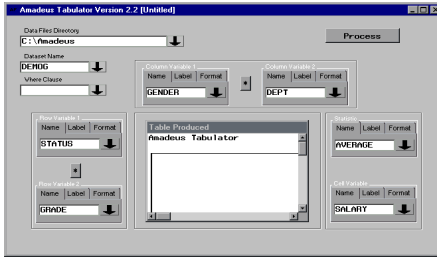 Amadeus Tabulator Version 2.2 [Untitled]
Data Files Directory
C:\Amadeus
Process
Dataset Name
DEMOG
Where Clause
Column Variable 1
Name Label Format
GENDER
*
Column Variable 2
Name Label Format
DEPT
Row Variable 1
Name Label Format
STATUS
*
Row Variable 2
Name Label Format
GRADE
Table Produced
Amadeus Tabulator
Statistic
Name Label Format
AVERAGE
Cell Variable
Name Label Format
SALARY